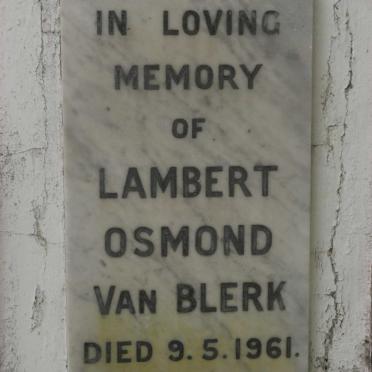 IN LOVING
MEMORY
OF
LAMBERT
OSMOND
VAN BLERK
DIED 9.5.1961.